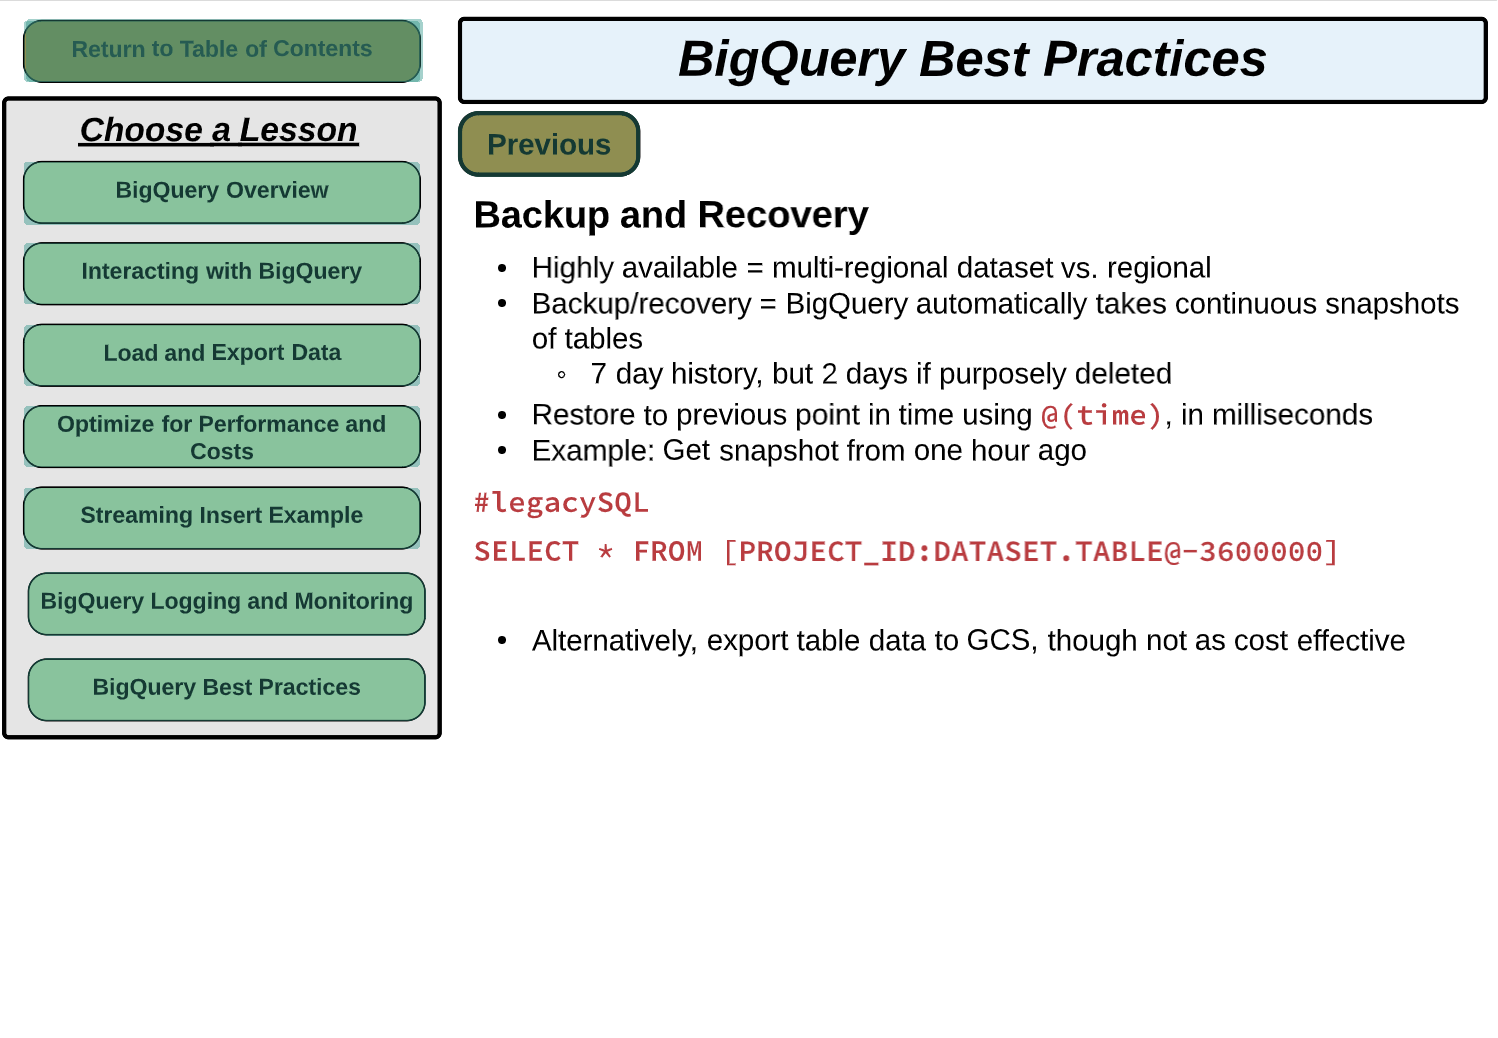 Return to Table of Contents
Choose a Lesson
BigQuery Overview
Interacting with BigQuery
Load and Export Data
Optimize for Performance and
Costs
Streaming Insert Example
BigQuery Logging and Monitoring
BigQuery Best Practices
BigQuery Best Practices
Previous
Backup and Recovery
• Highly available = multi-regional dataset vs. regional
• Backup/recovery = BigQuery automatically takes continuous snapshots
of tables
◦ 7 day history, but 2 days if purposely deleted
• Restore to previous point in time using @(time), in milliseconds
• Example: Get snapshot from one hour ago
#legacySQL
SELECT * FROM [PROJECT_ID:DATASET.TABLE@-3600000]
• Alternatively, export table data to GCS, though not as cost effective